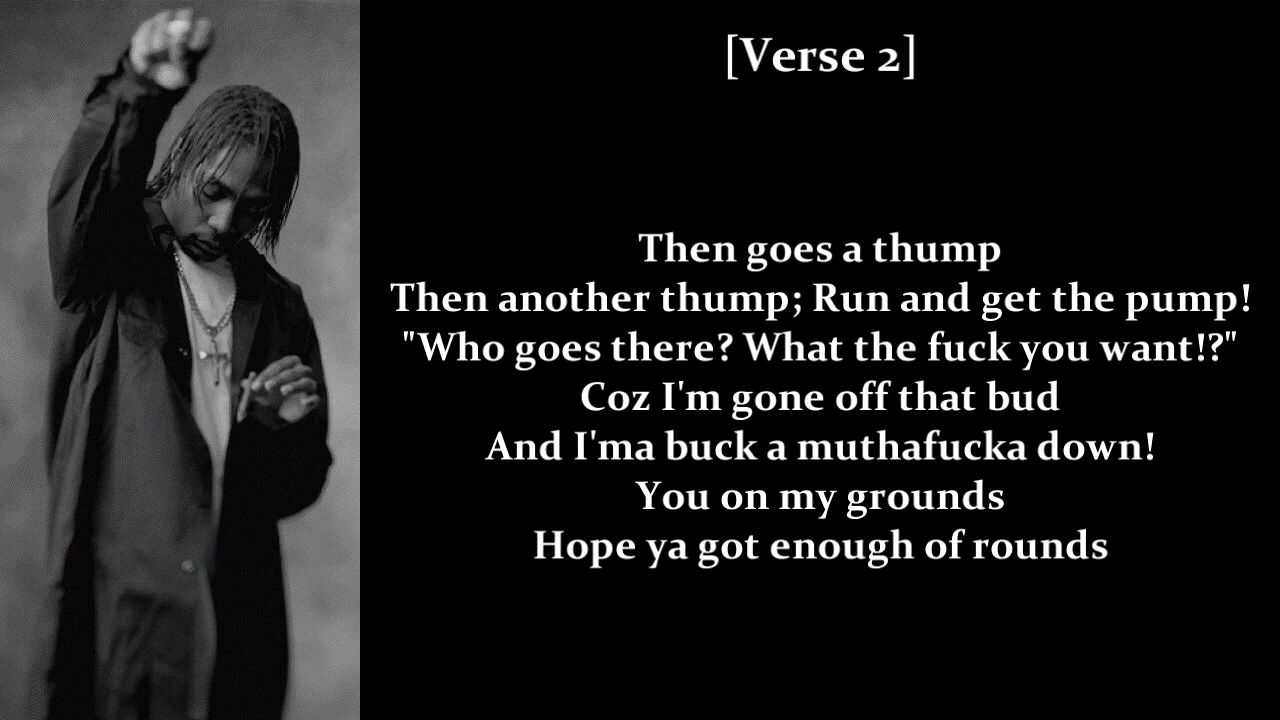 [Verse 2]
Then goes a thump
Then another thump; Run and get the pump!
"Who goes there? What the fuck you want!?"
Coz I'm gone off that bud
And I'ma buck a muthafucka down!
You on my grounds
Hope ya got enough of rounds